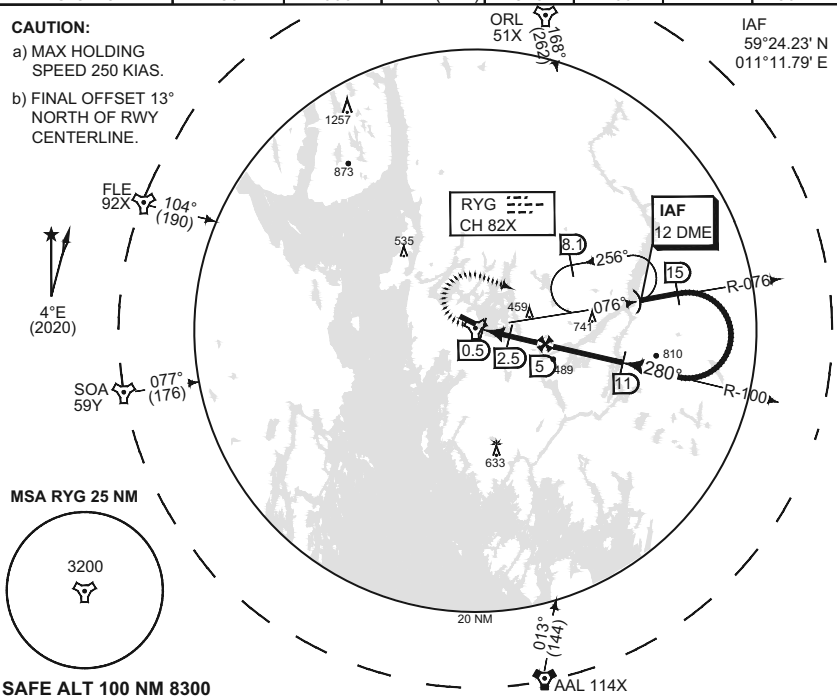 CAUTION:
a) MAX HOLDING
SPEED 250 KIAS.
b) FINAL OFFSET 13°
NORTH OF RWY
CENTERLINE.
ORL
51X
168°
(262)
IAF
59°24.23' N
011°11.79' E
1257
873
FLE
92X
104°
(190)
535
RYG
CH 82X
IAF
12 DME
8.1
256°
15
R-076
4°E
(2020)
459
076°
741
0.5
2.5
5
489
810
11
280°
R-100
SOA
59Y
077°
(176)
633
MSA RYG 25 NM
3200
20 NM
013°
(144)
AAL 114X
SAFE ALT 100 NM 8300